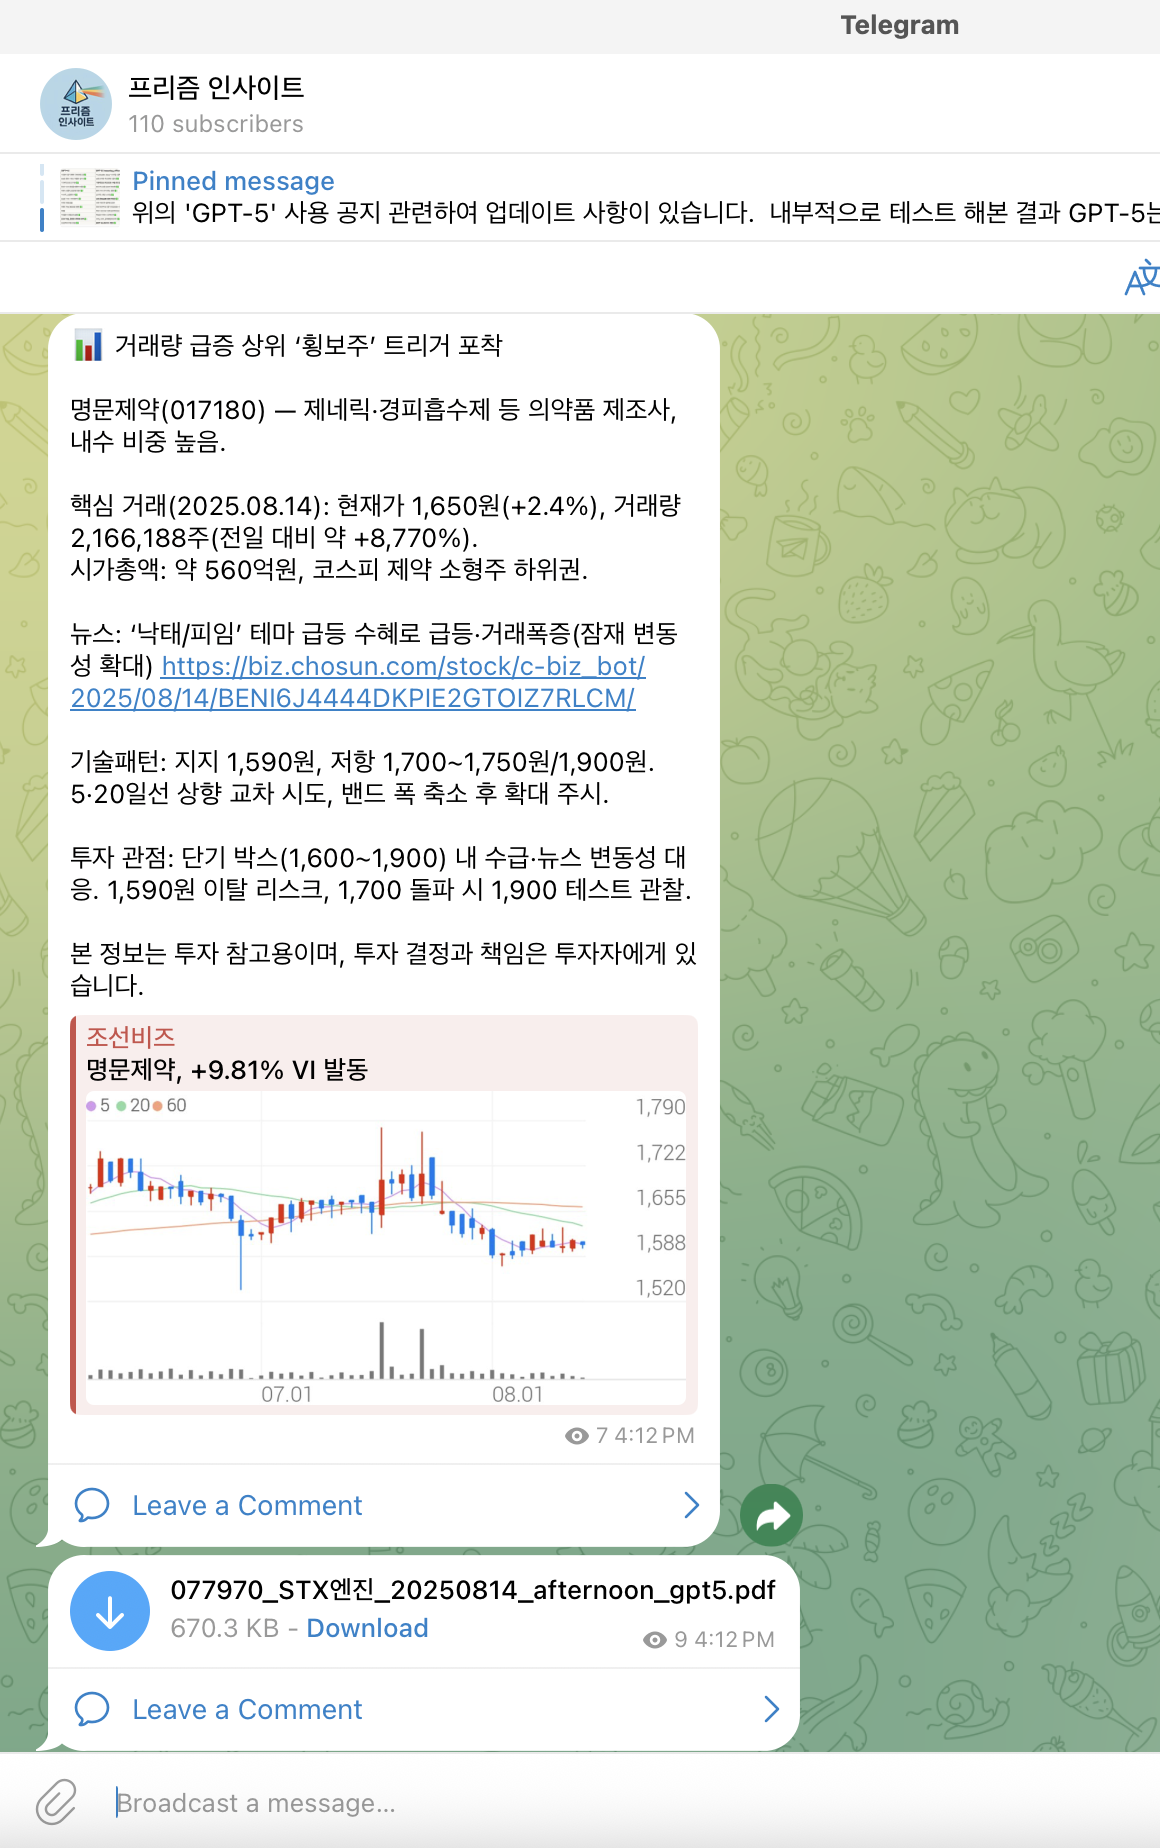 Telegram
프리즘
인사이트
프리즘 인사이트
110 subscribers
Pinned message
위의 'GPT-5' 사용 공지 관련하여 업데이트 사항이 있습니다.  내부적으로 테스트 해본 결과 GPT-5는
📊 거래량 급증 상위 ‘횡보주’ 트리거 포착
명문제약(017180) — 제네릭·경피흡수제 등 의약품 제조사,
내수 비중 높음.
핵심 거래(2025.08.14): 현재가 1,650원(+2.4%), 거래량
2,166,188주(전일 대비 약 +8,770%).
시가총액: 약 560억원, 코스피 제약 소형주 하위권.
뉴스: ‘낙태/피임’ 테마 급등 수혜로 급등·거래폭증(잠재 변동
성 확대) https://biz.chosun.com/stock/c-biz_bot/
2025/08/14/BENI6J4444DKPIE2GTOIZ7RLCM/
기술패턴: 지지 1,590원, 저항 1,700~1,750원/1,900원.
5·20일선 상향 교차 시도, 밴드 폭 축소 후 확대 주시.
투자 관점: 단기 박스(1,600~1,900) 내 수급·뉴스 변동성 대
응. 1,590원 이탈 리스크, 1,700 돌파 시 1,900 테스트 관찰.
본 정보는 투자 참고용이며, 투자 결정과 책임은 투자자에게 있
습니다.
조선비즈
명문제약, +9.81% VI 발동
5 20 60
1,790
1,722
1,655
1,588
1,520
07.01 08.01
7 4:12 PM
Leave a Comment
077970_STX엔진_20250814_afternoon_gpt5.pdf
670.3 KB - Download
9 4:12 PM
Leave a Comment
Broadcast a message...